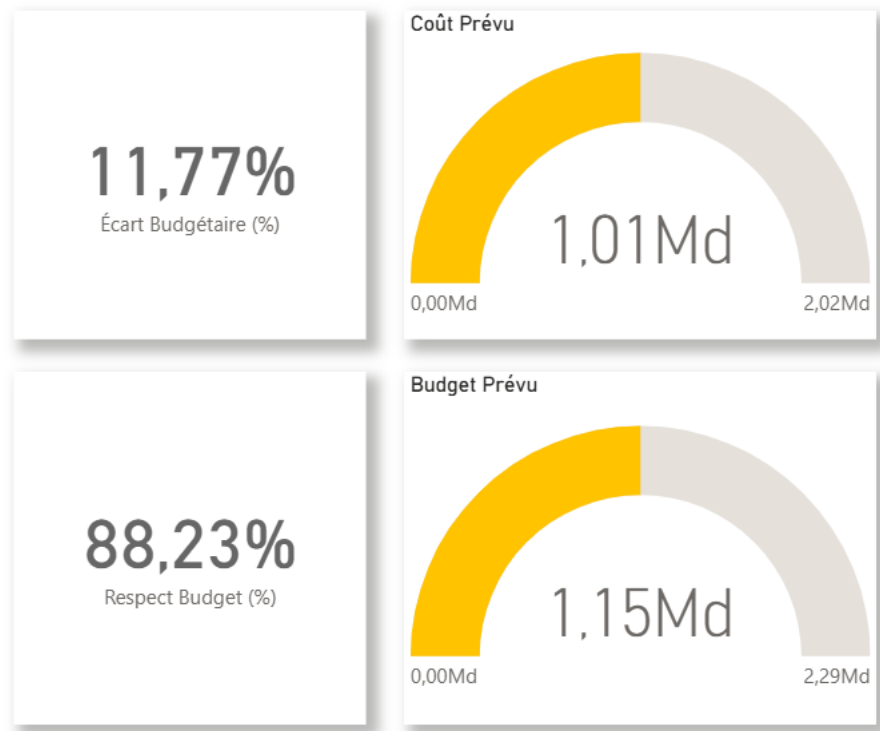 11,77%
Écart Budgétaire (%)
Coût Prévu
1,01Md
0,00Md
2,02Md
88,23%
Respect Budget (%)
Budget Prévu
1,15Md
0,00Md
2,29Md